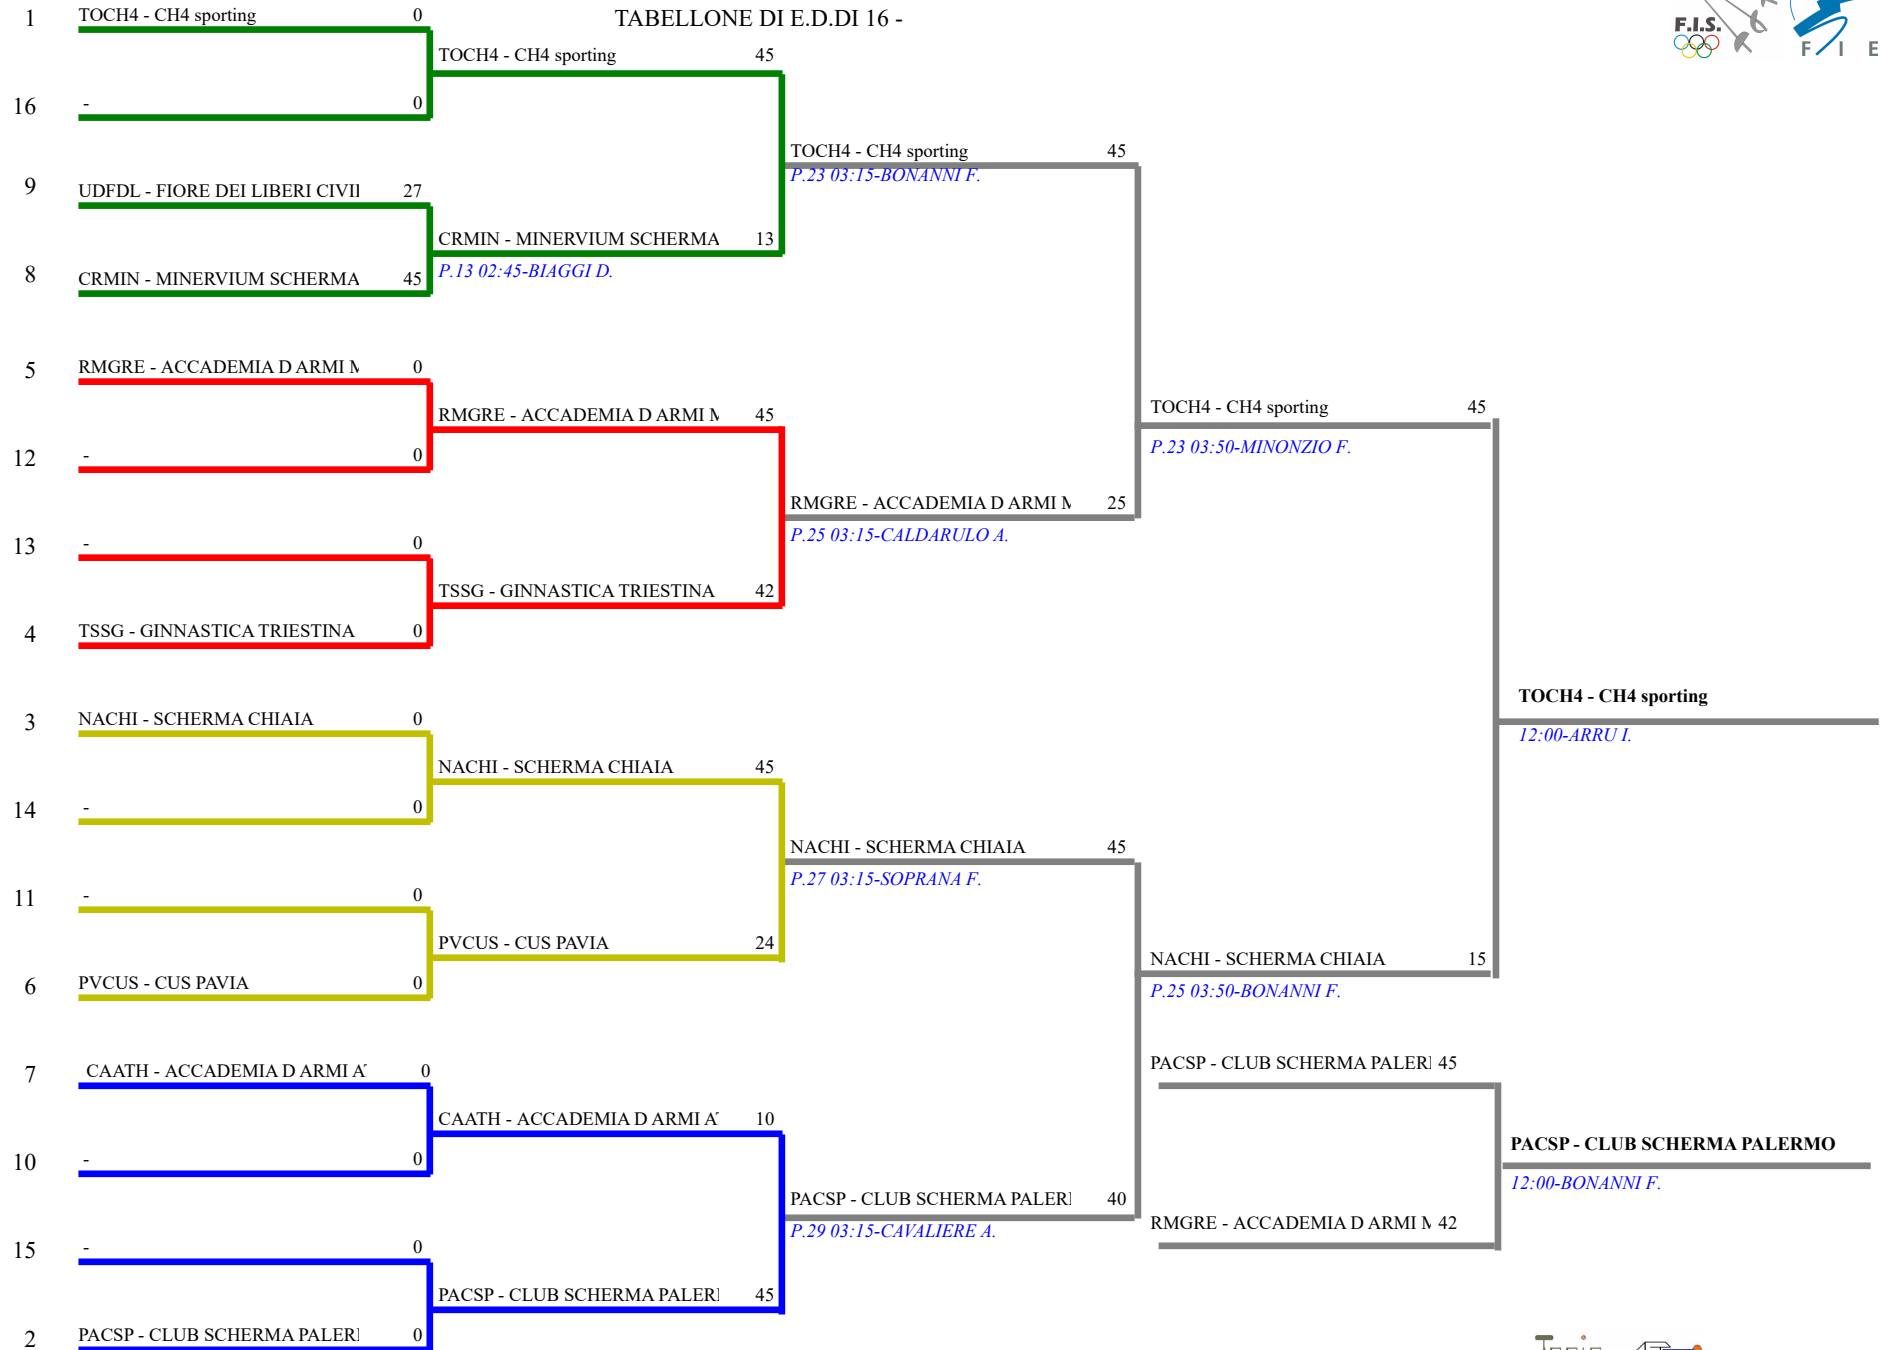 TABELLONE DI E.D.DI 16 -
F.I.S.
F I E
1 TOCH4 - CH4 sporting 0
TOCH4 - CH4 sporting 45
16 - 0
TOCH4 - CH4 sporting 45
P.23 03:15-BONANNI F.
9 UDFDL - FIORE DEI LIBERI CIVII 27
CRMIN - MINERVIUM SCHERMA 13
P.13 02:45-BIAGGI D.
8 CRMIN - MINERVIUM SCHERMA 45
5 RMGRE - ACCADEMIA D ARMI 0
RMGRE - ACCADEMIA D ARMI 45
TOCH4 - CH4 sporting 45
P.23 03:50-MINONZIO F.
12 - 0
RMGRE - ACCADEMIA D ARMI 25
P.25 03:15-CALDARULO A.
13 - 0
TSSG - GINNASTICA TRIESTINA 42
4 TSSG - GINNASTICA TRIESTINA 0
TOCH4 - CH4 sporting
12:00-ARRU I.
3 NACHI - SCHERMA CHIAIA 0
NACHI - SCHERMA CHIAIA 45
14 - 0
NACHI - SCHERMA CHIAIA 45
P.27 03:15-SOPRANA F.
11 - 0
PVCUS - CUS PAVIA 24
NACHI - SCHERMA CHIAIA 15
P.25 03:50-BONANNI F.
6 PVCUS - CUS PAVIA 0
7 CAATH - ACCADEMIA D ARMI 0
PACSP - CLUB SCHERMA PALERI 45
CAATH - ACCADEMIA D ARMI 10
10 - 0
PACSP - CLUB SCHERMA PALERMO
12:00-BONANNI F.
PACSP - CLUB SCHERMA PALERI 40
P.29 03:15-CAVALIERE A.
RMGRE - ACCADEMIA D ARMI 42
15 - 0
PACSP - CLUB SCHERMA PALERI 45
2 PACSP - CLUB SCHERMA PALERI 0